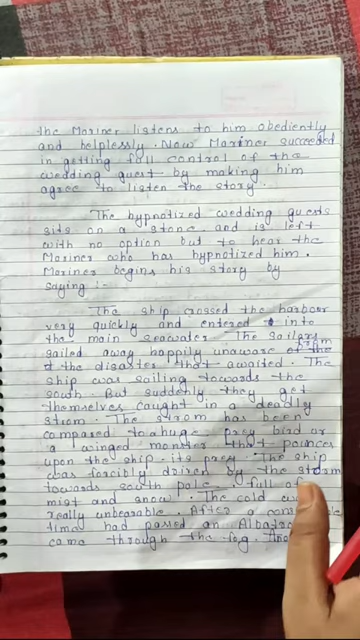 the Mariner listens to him obediently
and helplessly. Now Mariner succeeded
in getting full control of the
wedding guest by making him
agree to listen the story.
The hypnotized wedding guests
sits on a stone and is left
with no option but to hear the
Mariner who has hypnotized him.
Mariner begins his story by
saying :-
The ship crossed the harbour
very quickly and entered into
the main seawater. The sailers
sailed away happily unaware of the from
the disaster that awaited. The
ship was sailing towards the
south. But suddenly, they get
themselves caught in a deadly
strom. The strom has been
compared to a huge prey bird or
a winged monster that pounces
upon the ship its prey. The ship
was forcibly driven by the storm
towards south pole full of
mist and snow. The cold
really unbearable. After a
time had passed an
came through the fog.